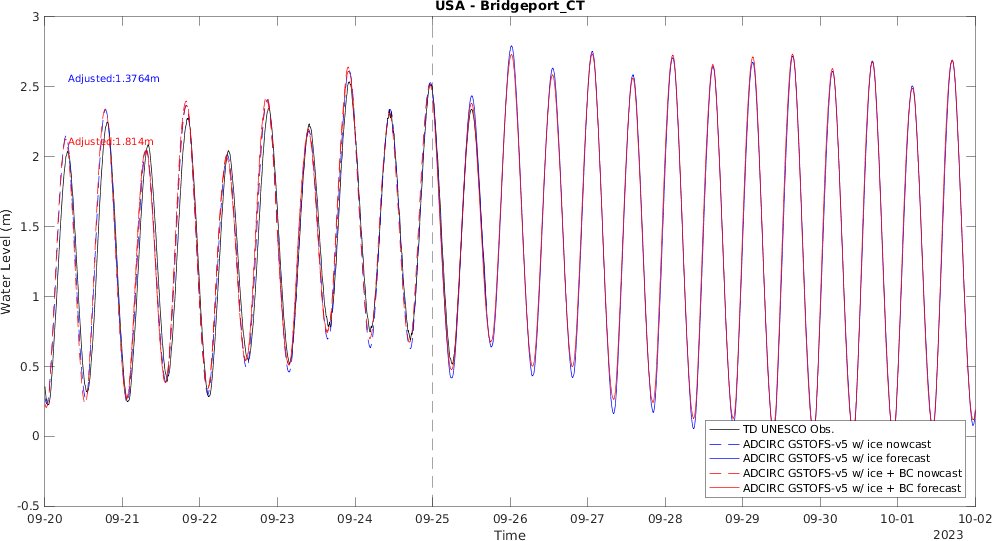 USA - Bridgeport_CT
3
2.5
2
1.5
1
0.5
0
-0.5
Water Level (m)
Adjusted:1.3764m
Adjusted:1.814m
TD UNESCO Obs.
ADCIRC GSTOFS-v5 w/ ice nowcast
ADCIRC GSTOFS-v5 w/ ice forecast
ADCIRC GSTOFS-v5 w/ ice + BC nowcast
ADCIRC GSTOFS-v5 w/ ice + BC forecast
09-20 09-21 09-22 09-23 09-24 09-25 09-26 09-27 09-28 09-29 09-30 10-01 10-02
Time
2023